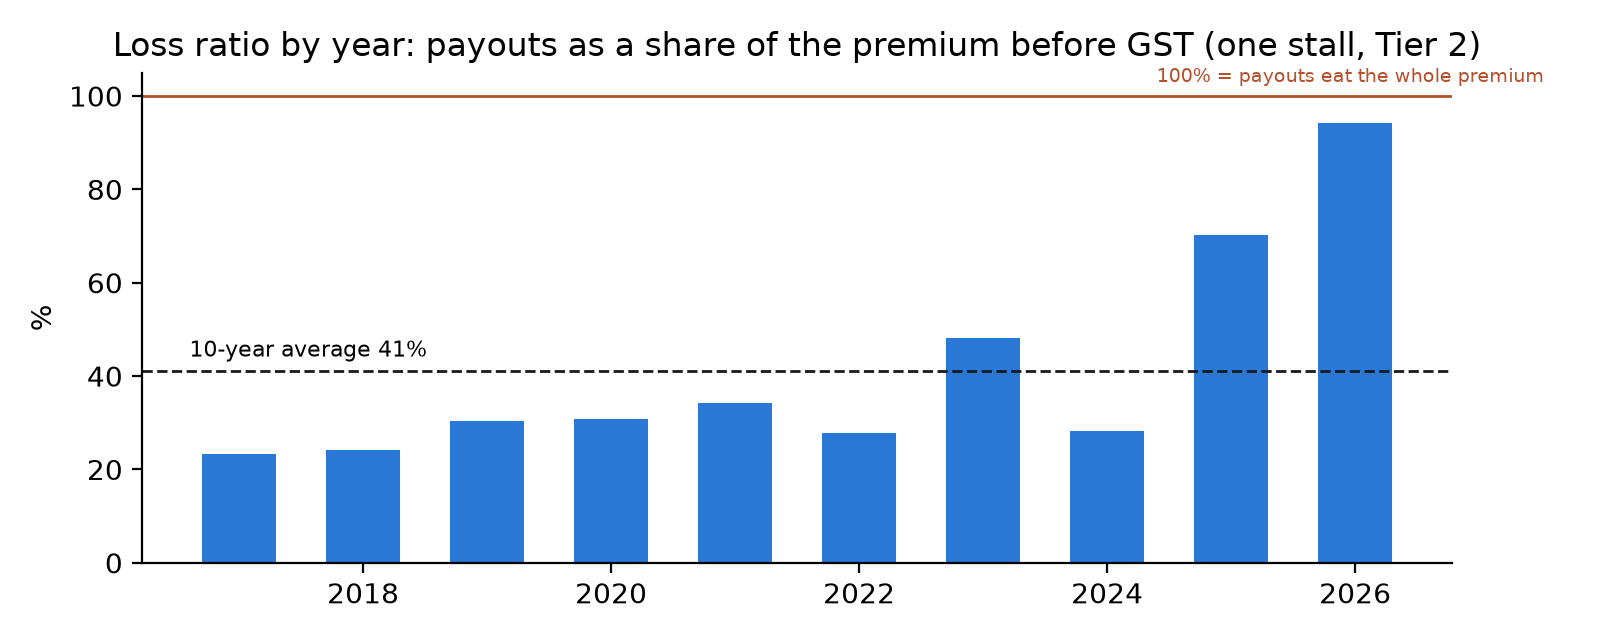 Loss ratio by year: payouts as a share of the premium before GST (one stall, Tier 2)
100% = payouts eat the whole premium
100
80
60
40
20
0
%
10-year average 41%
2018 2020 2022 2024 2026